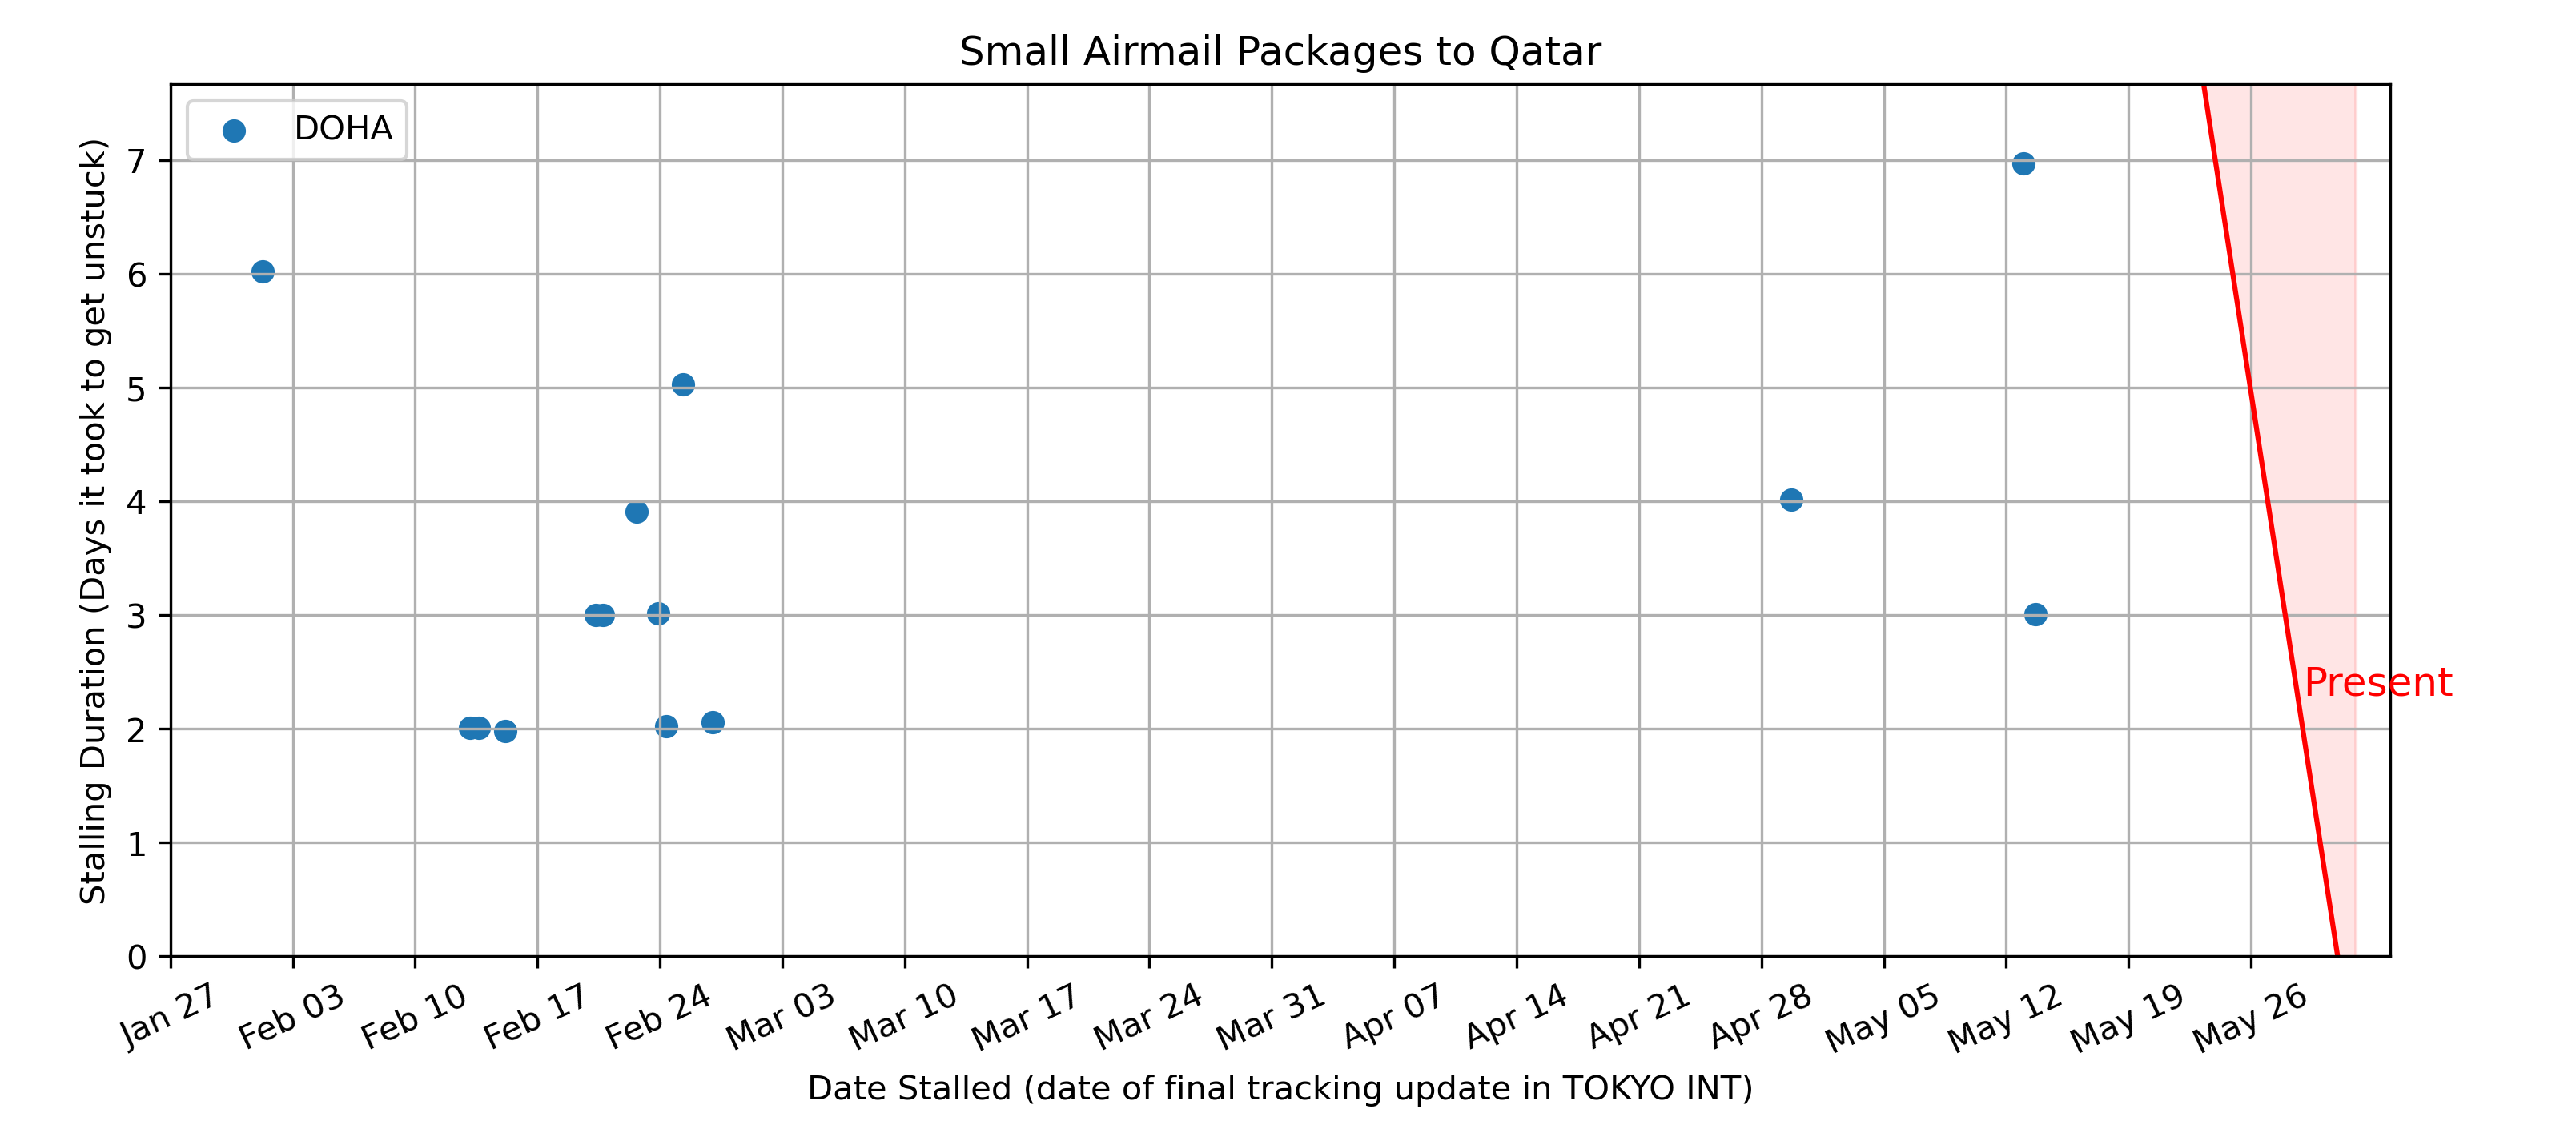 Small Airmail Packages to Qatar
DOHA
Stalling Duration (Days it took to get unstuck)
7
6
5
4
3
2
1
0
Present
Jan 27
Feb 03
Feb 10
Feb 17
Feb 24
Mar 03
Mar 10
Mar 17
Mar 24
Mar 31
Apr 07
Apr 14
Apr 21
Apr 28
May 05
May 12
May 19
May 26
Date Stalled (date of final tracking update in TOKYO INT)